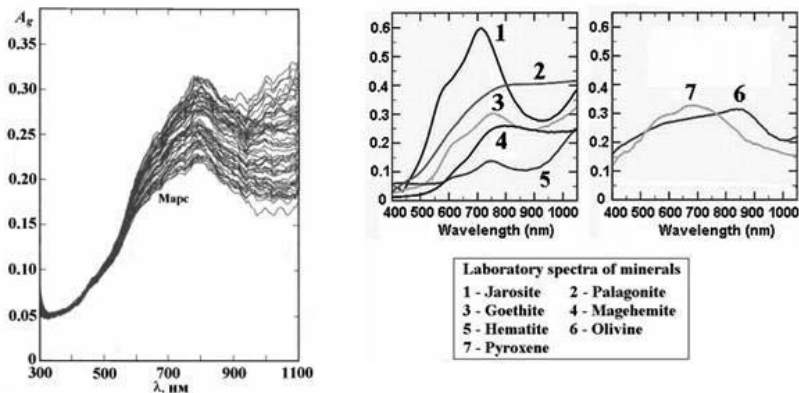 Ag
0.35
0.30
0.25
0.20
0.15
0.10
0.05
0
Марс
300 500 700 900 1100
λ, нм
0.6
0.5
0.4
0.3
0.2
0.1
0
1
2
3
4
5
400 500 600 700 800 900 1000
Wavelength (nm)
0.6
0.5
0.4
0.3
0.2
0.1
0
7 6
400 500 600 700 800 900 1000
Wavelength (nm)
Laboratory spectra of minerals
1 - Jarosite 2 - Palagonite
3 - Goethite 4 - Magehemite
5 - Hematite 6 - Olivine
7 - Pyroxene